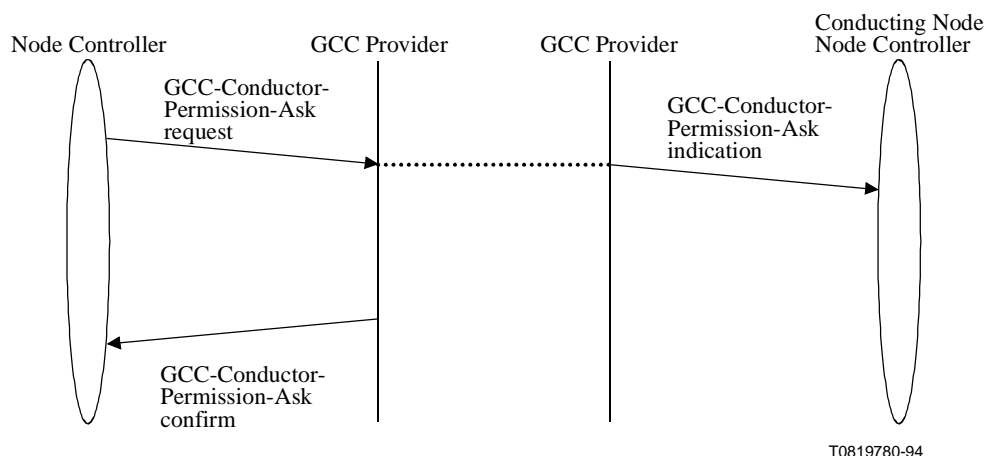 Conducting Node
Node Controller
GCC Provider
GCC Provider
Node Controller
GCC-Conductor-
Permission-Ask
request
GCC-Conductor-
Permission-Ask
indication
GCC-Conductor-
Permission-Ask
confirm
T0819780-94